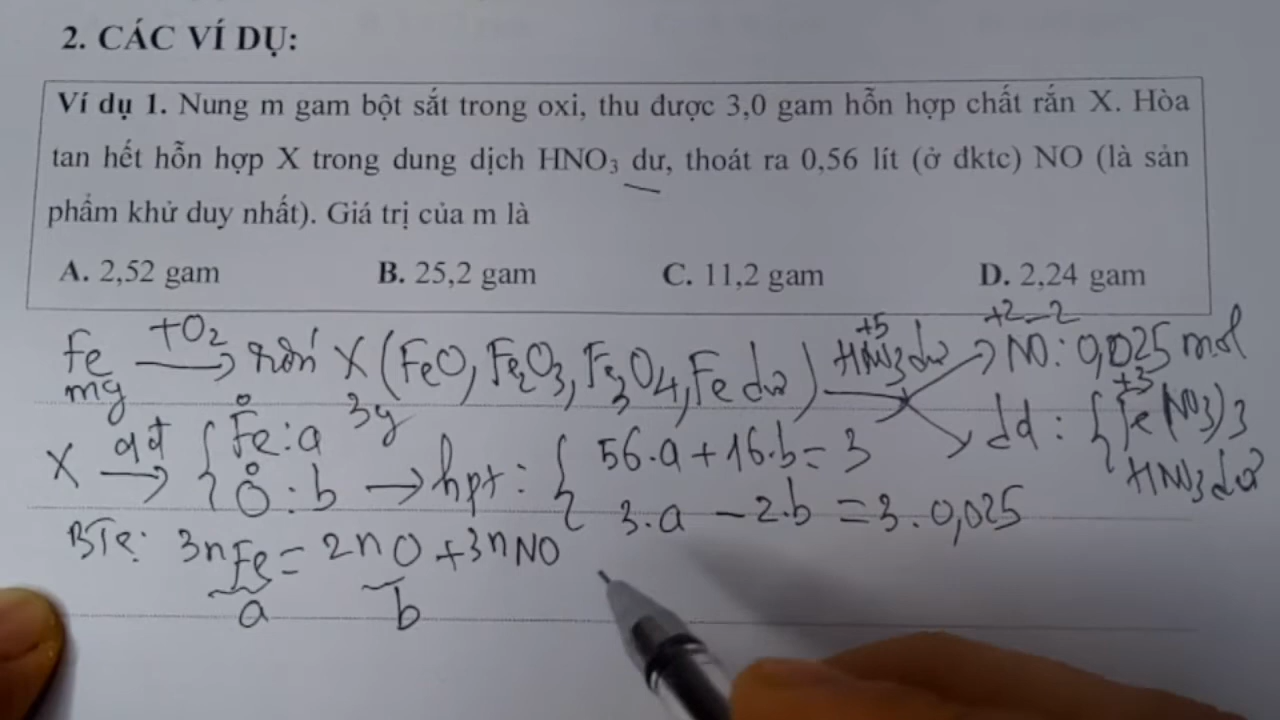 2. CÁC VÍ DỤ:
Ví dụ 1. Nung m gam bột sắt trong oxi, thu được 3,0 gam hỗn hợp chất rắn X. Hòa
tan hết hỗn hợp X trong dung dịch HNO₃ dư, thoát ra 0,56 lít (ở đktc) NO (là sản
phẩm khử duy nhất). Giá trị của m là
A. 2,52 gam B. 25,2 gam C. 11,2 gam D. 2,24 gam
Fe +O₂ → rắn X (FeO, Fe₂O₃, Fe₃O₄, Fe dư) +5 HNO₃ dư → +2 -2 NO: 0,025 mol
mg 3g dd: { +3 Fe(NO₃)₃
HNO₃ dư
X qđ → { Fe: a 0
O: b 0 → hpt: { 56.a + 16.b = 3
3.a - 2.b = 3.0,025
BTe: 3nFe = 2nO + 3nNO
a b